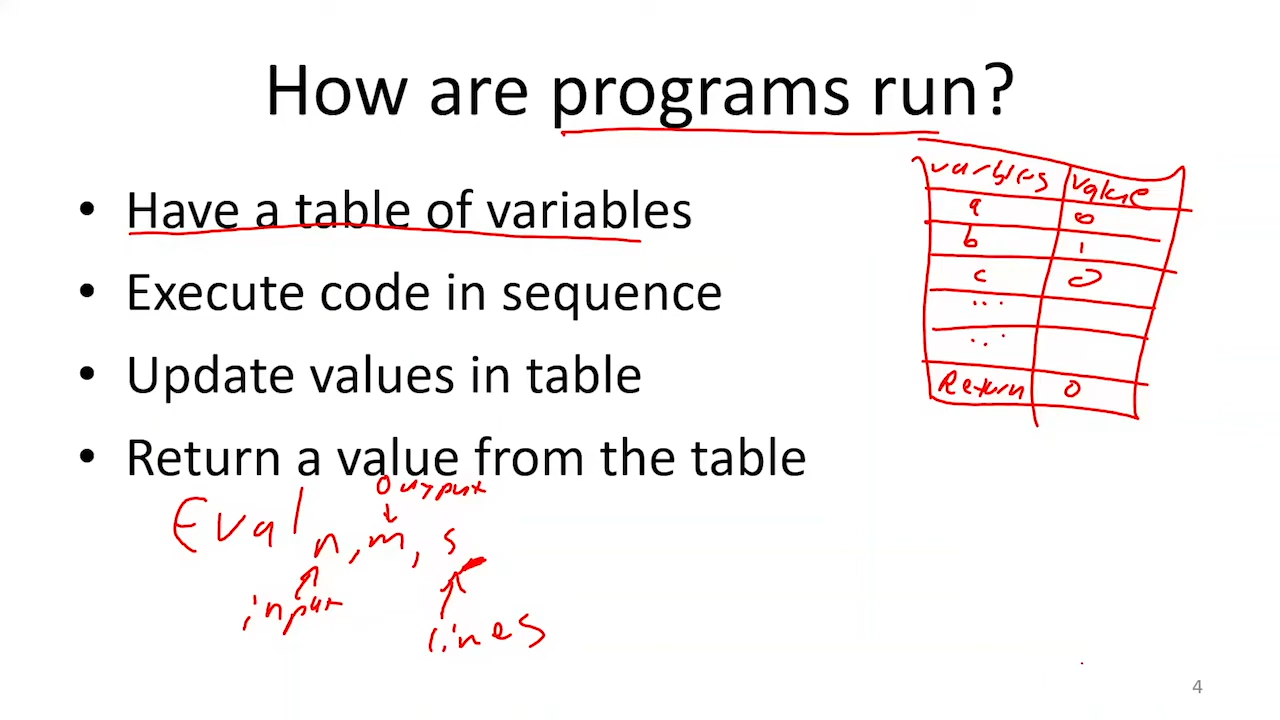 How are programs run?
• Have a table of variables
• Execute code in sequence
• Update values in table
• Return a value from the table
variables value
a 0
b 1
c 0
...
...
Return 0
output
Eval n, m, s
input
lines
4